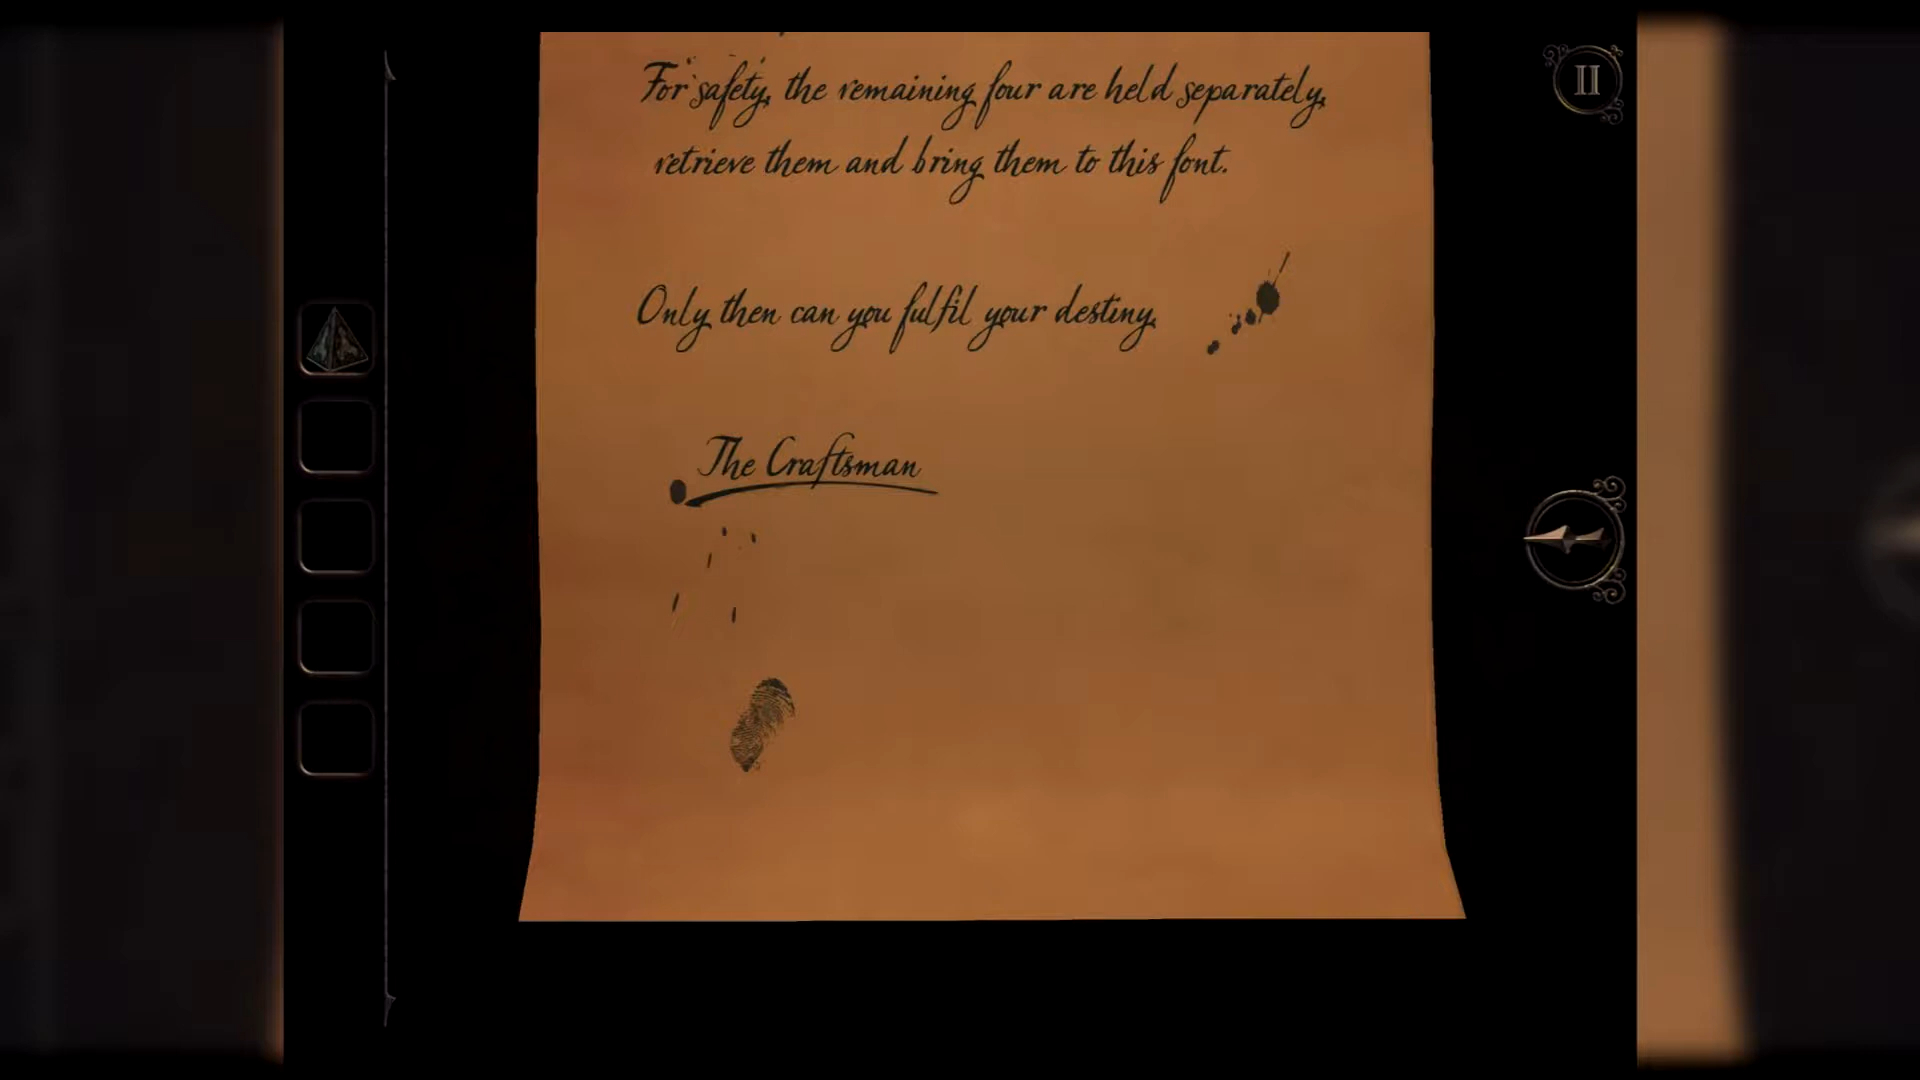 For safety, the remaining four are held separately,
retrieve them and bring them to this font.
Only then can you fulfil your destiny.
The Craftsman
II